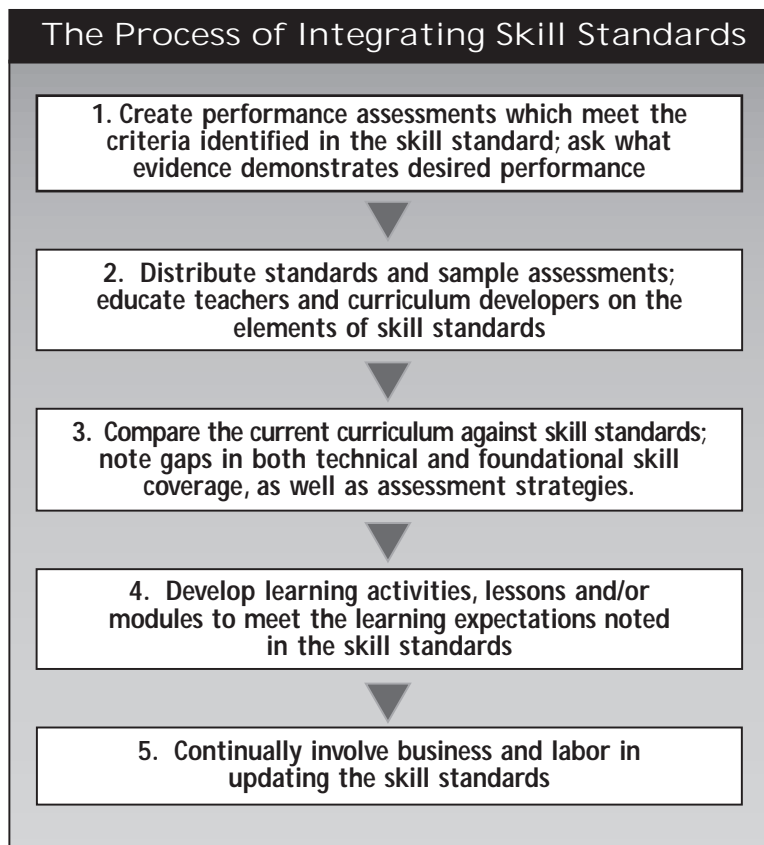 The Process of Integrating Skill Standards
1. Create performance assessments which meet the
criteria identified in the skill standard; ask what
evidence demonstrates desired performance
2. Distribute standards and sample assessments;
educate teachers and curriculum developers on the
elements of skill standards
3. Compare the current curriculum against skill standards;
note gaps in both technical and foundational skill
coverage, as well as assessment strategies.
4. Develop learning activities, lessons and/or
modules to meet the learning expectations noted
in the skill standards
5. Continually involve business and labor in
updating the skill standards